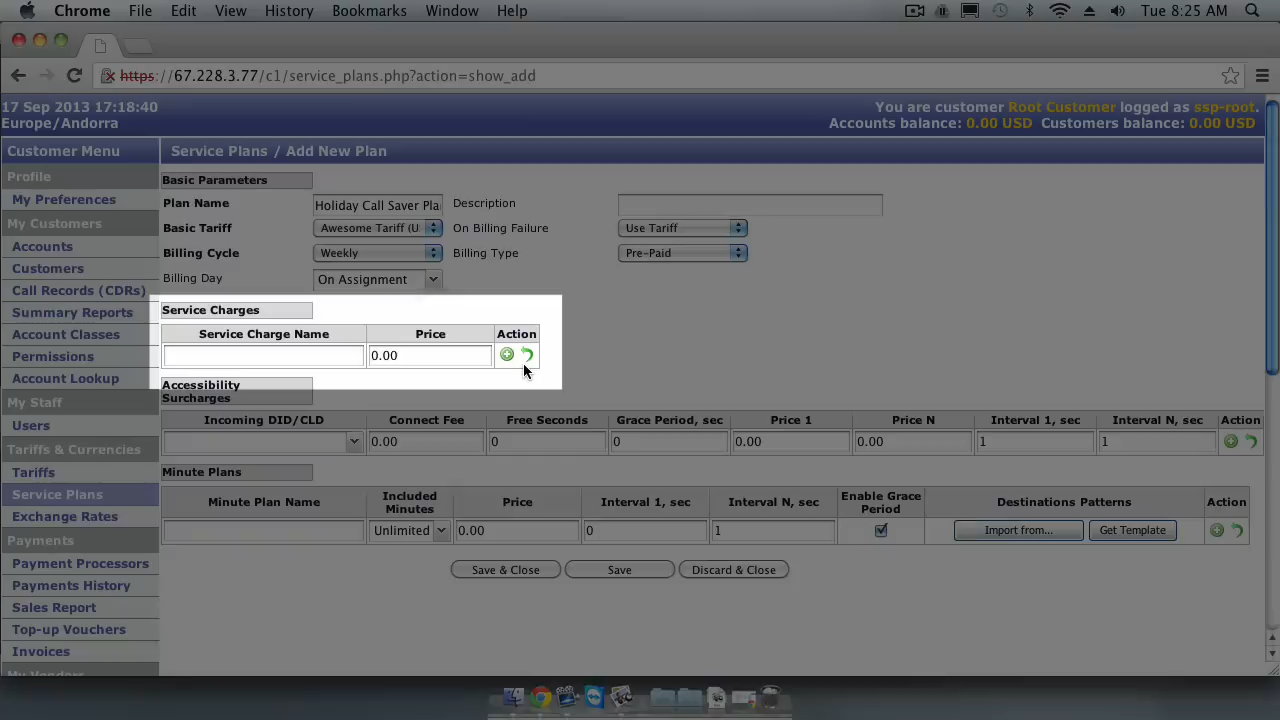 Chrome File Edit View History Bookmarks Window Help Tue 8:25 AM
https://67.228.3.77/c1/service_plans.php?action=show_add
17 Sep 2013 17:18:40
Europe/Andorra
You are customer Root Customer logged as ssp-root.
Accounts balance: 0.00 USD Customers balance: 0.00 USD
Customer Menu
Profile
My Preferences
My Customers
Accounts
Customers
Call Records (CDRs)
Summary Reports
Account Classes
Permissions
Account Lookup
My Staff
Users
Tariffs & Currencies
Tariffs
Service Plans
Exchange Rates
Payments
Payment Processors
Payments History
Sales Report
Top-up Vouchers
Invoices
My Vendors
Service Plans / Add New Plan
Basic Parameters
Plan Name Holiday Call Saver Pla Description
Basic Tariff Awesome Tariff (U On Billing Failure Use Tariff
Billing Cycle Weekly Billing Type Pre-Paid
Billing Day On Assignment
Service Charges
Service Charge Name Price Action
0.00
Accessibility
Surcharges
Incoming DID/CLD Connect Fee Free Seconds Grace Period, sec Price 1 Price N Interval 1, sec Interval N, sec Action
0.00 0 0 0.00 0.00 1 1
Minute Plans
Minute Plan Name Included Minutes Price Interval 1, sec Interval N, sec Enable Grace Period Destinations Patterns Action
Unlimited 0.00 0 1 Import from... Get Template
Save & Close Save Discard & Close